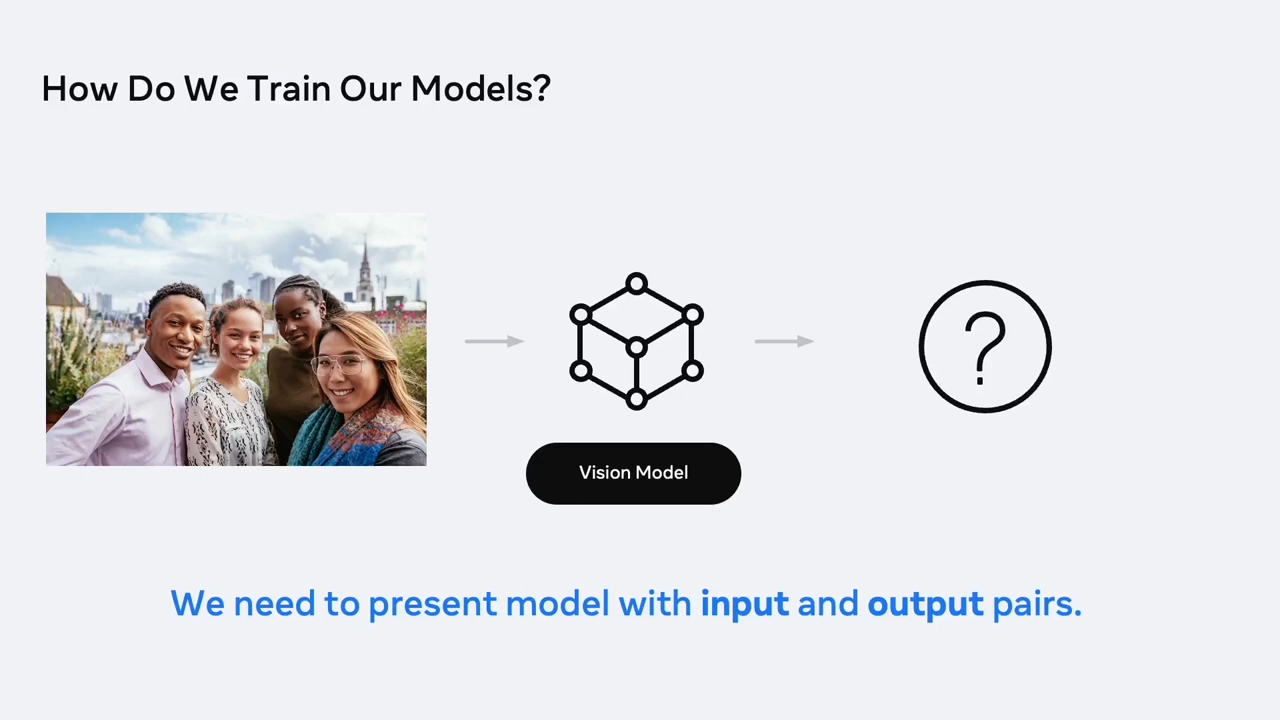 How Do We Train Our Models?
Vision Model
We need to present model with input and output pairs.